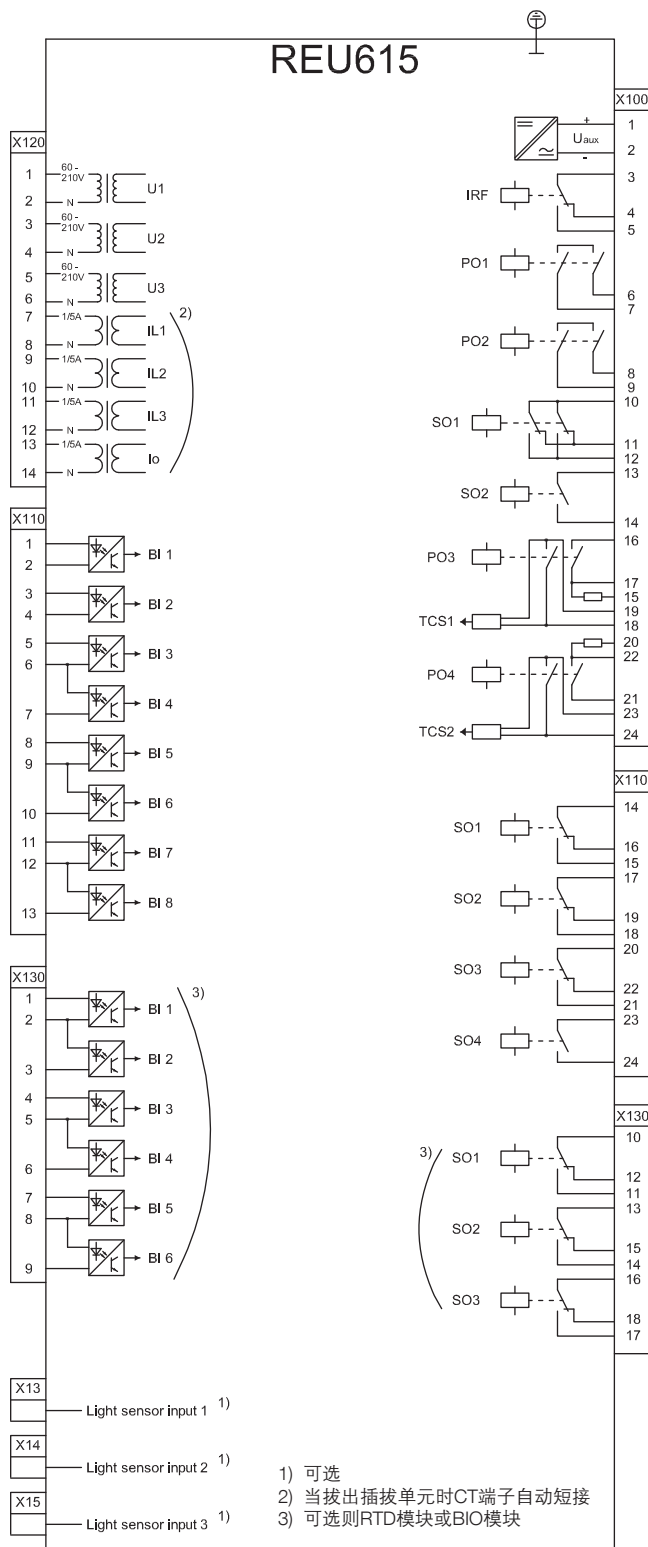 REU615
X100
+
1
Uaux
2
-
3
IRF
4
5
PO1
6
7
PO2
8
9
10
SO1
11
12
13
SO2
14
16
PO3
17
15
19
TCS1
18
20
22
PO4
21
23
TCS2
24
X110
14
SO1
16
15
17
SO2
19
18
20
SO3
22
21
23
SO4
24
X130
10
3)
SO1
12
11
13
SO2
15
14
16
SO3
18
17
X120
1
60 -
210V
U1
2
N
3
60 -
210V
U2
4
N
5
60 -
210V
U3
6
N
7
1/5A
2)
IL1
8
N
9
1/5A
IL2
10
N
11
1/5A
IL3
12
N
13
1/5A
Io
14
N
X110
1
BI 1
2
3
BI 2
4
5
BI 3
6
BI 4
7
8
BI 5
9
BI 6
10
11
BI 7
12
BI 8
13
X130
1
3)
BI 1
2
BI 2
3
4
BI 3
5
BI 4
6
7
BI 5
8
BI 6
9
X13
Light sensor input 1 1)
X14
Light sensor input 2 1)
X15
Light sensor input 3 1)
1) 可选
2) 当拔出插拔单元时CT端子自动短接
3) 可选则RTD模块或BIO模块